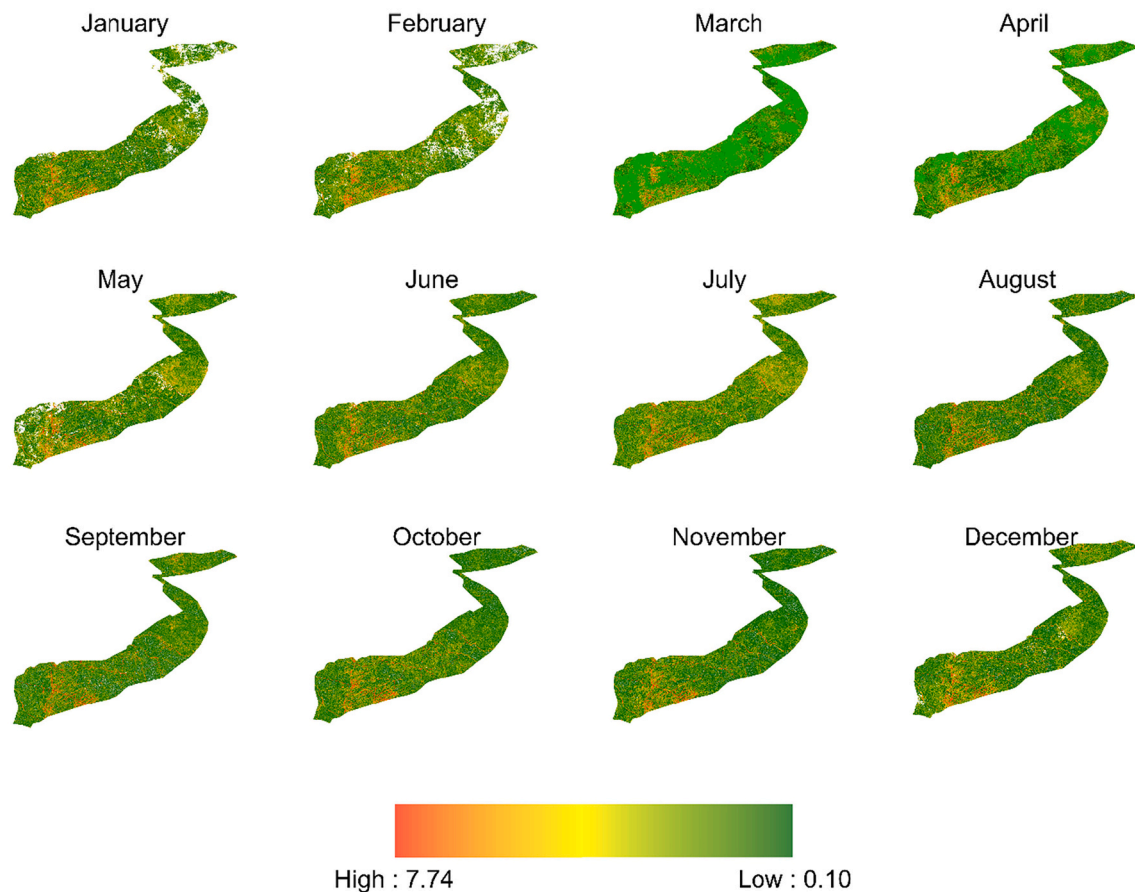 January February March April
May June July August
September October November December
High : 7.74 Low : 0.10